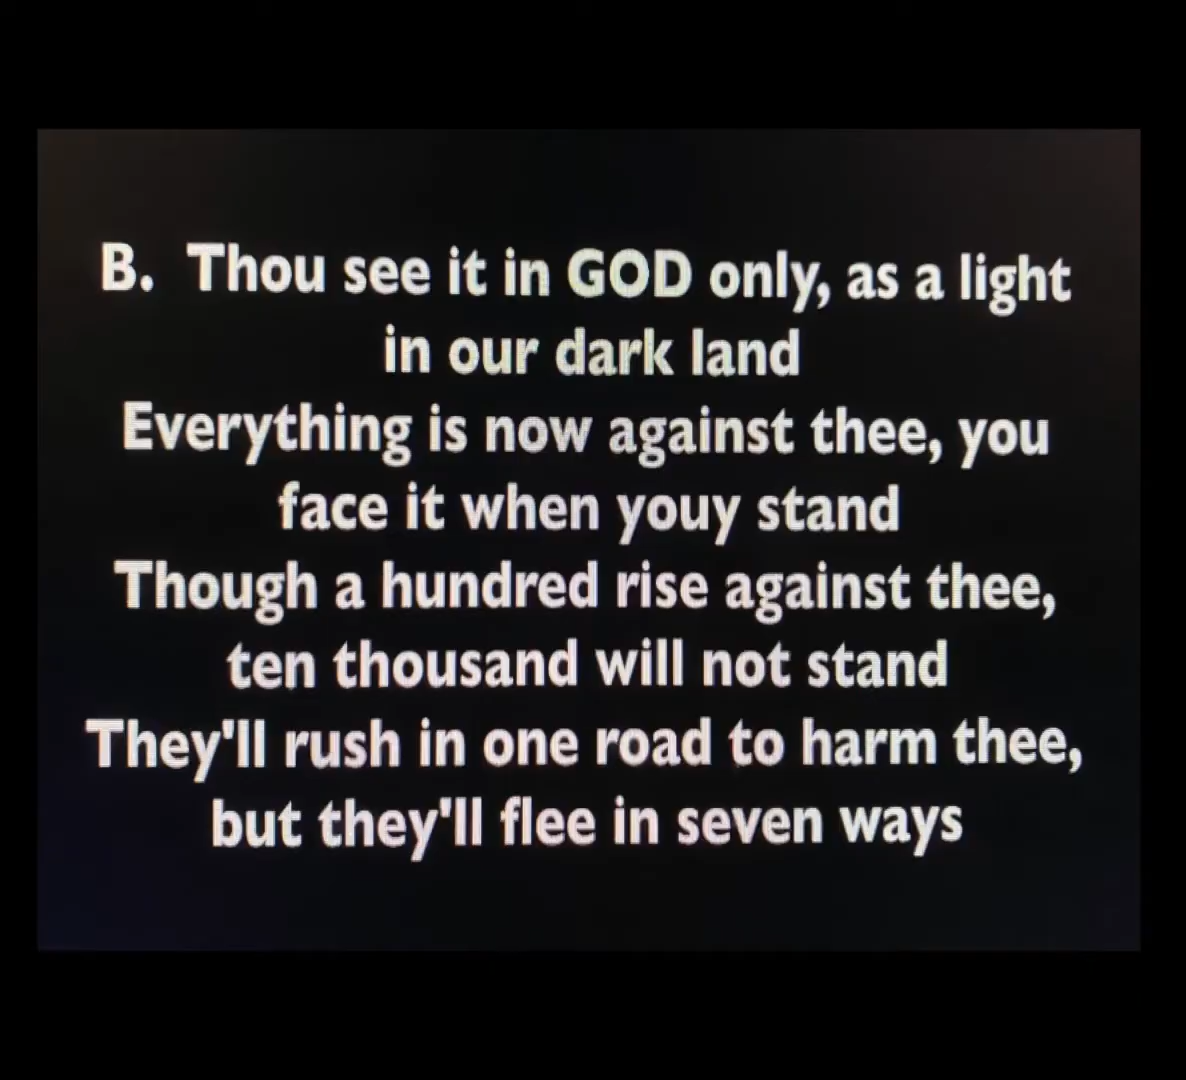 B. Thou see it in GOD only, as a light
in our dark land
Everything is now against thee, you
face it when youy stand
Though a hundred rise against thee,
ten thousand will not stand
They'll rush in one road to harm thee,
but they'll flee in seven ways